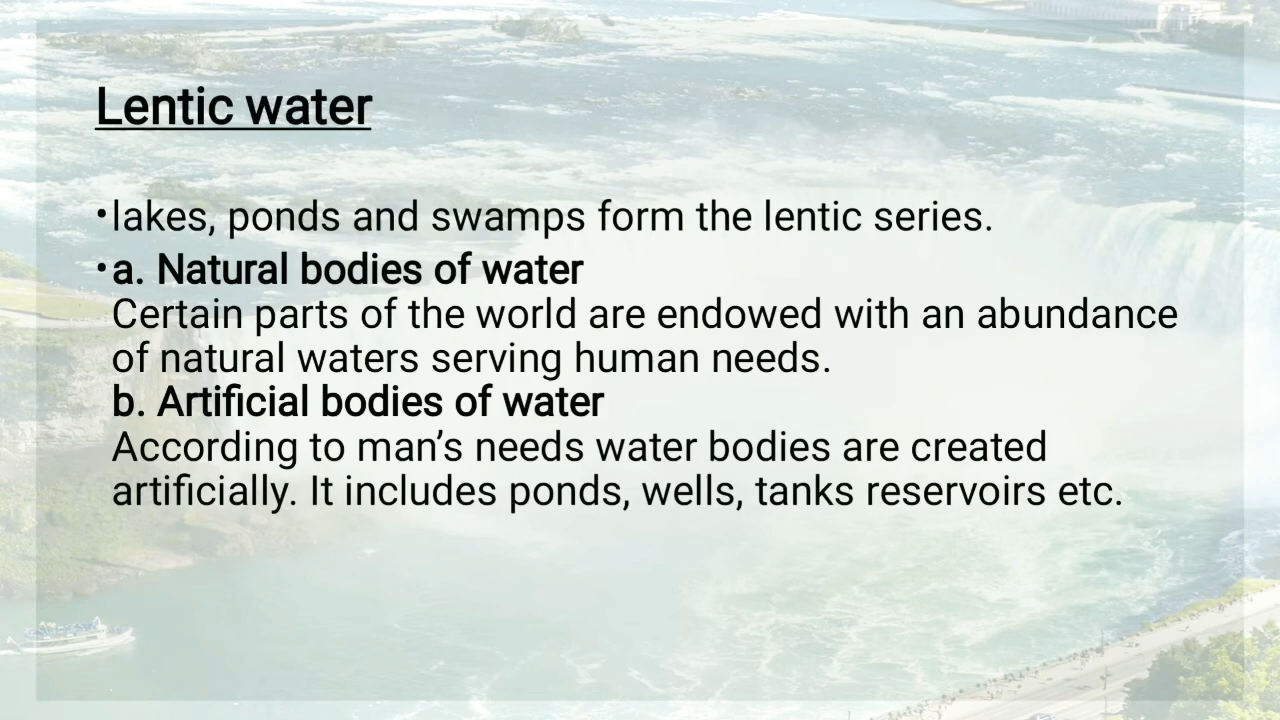 Lentic water
•lakes, ponds and swamps form the lentic series.
•a. Natural bodies of water
Certain parts of the world are endowed with an abundance
of natural waters serving human needs.
b. Artificial bodies of water
According to man’s needs water bodies are created
artificially. It includes ponds, wells, tanks reservoirs etc.